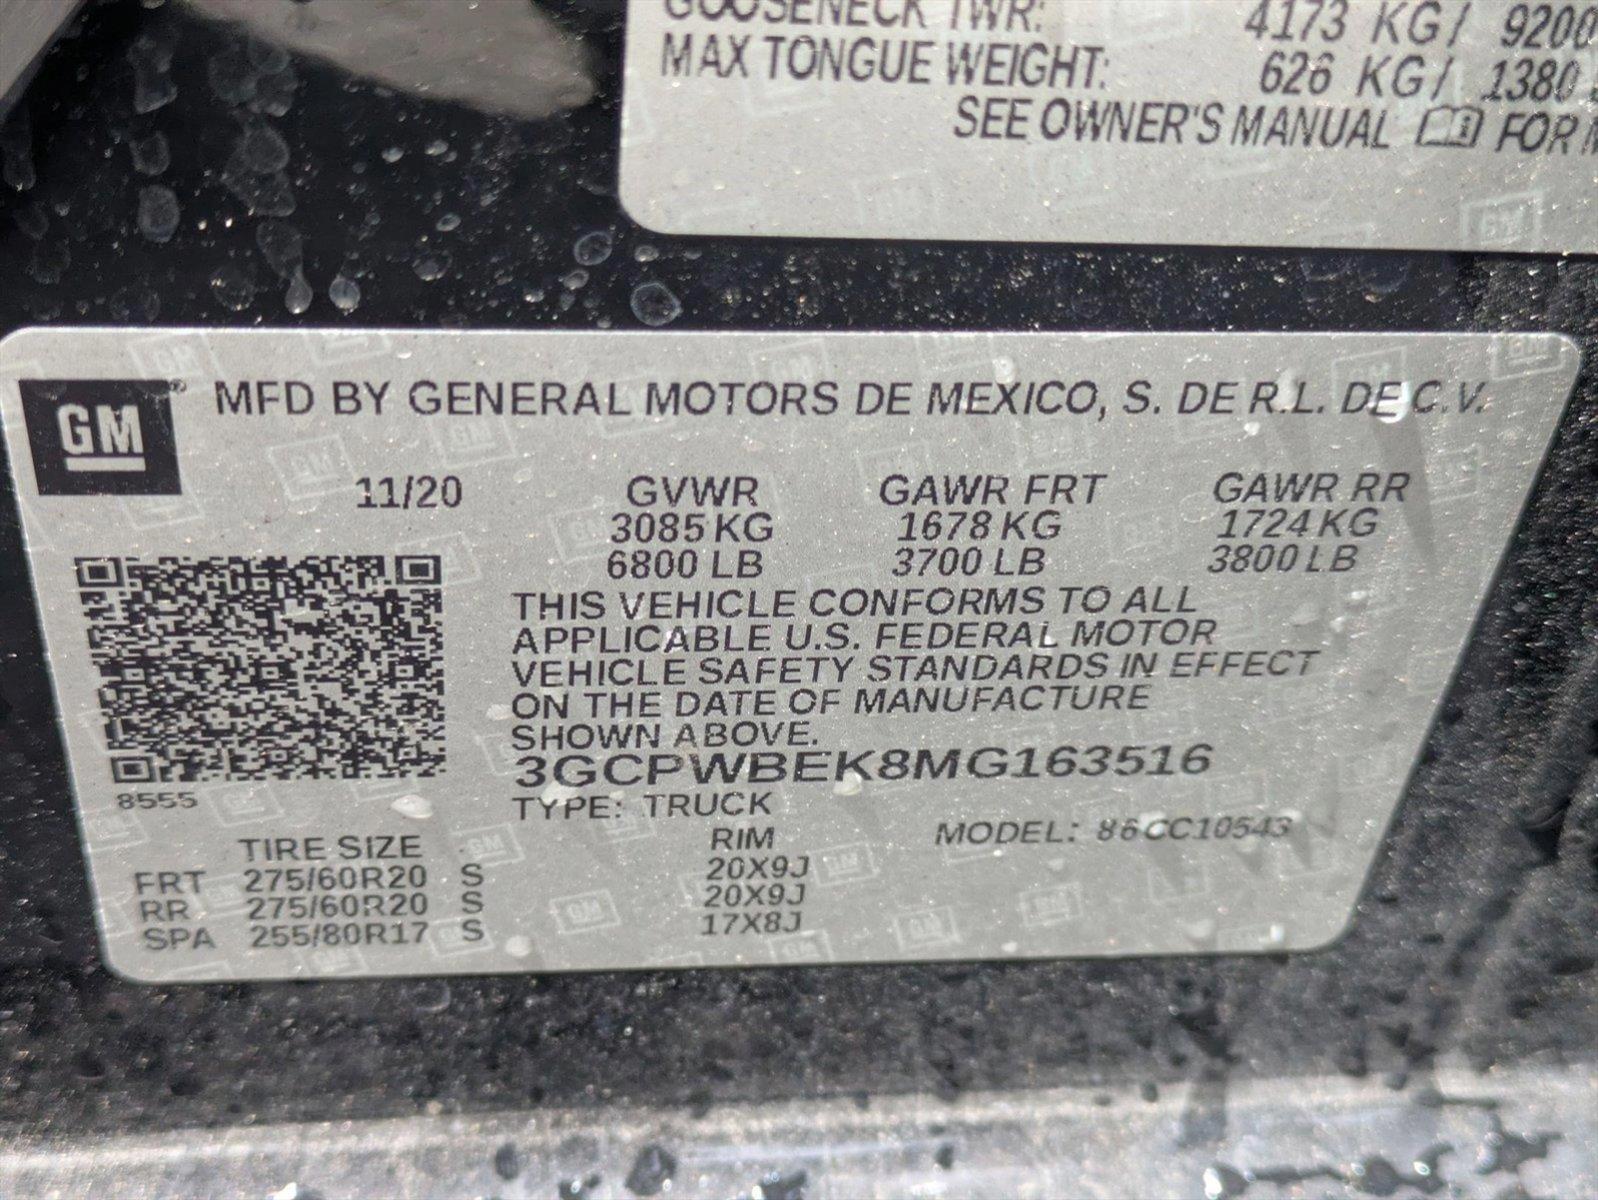 GOOSENECK TWR: 4173 KG/ 9200
MAX TONGUE WEIGHT: 626 KG/ 1380
SEE OWNER'S MANUAL FOR
GM MFD BY GENERAL MOTORS DE MEXICO, S. DE R.L. DE C.V.
11/20 GVWR GAWR FRT GAWR RR
3085 KG 1678 KG 1724 KG
6800 LB 3700 LB 3800 LB
THIS VEHICLE CONFORMS TO ALL
APPLICABLE U.S. FEDERAL MOTOR
VEHICLE SAFETY STANDARDS IN EFFECT
ON THE DATE OF MANUFACTURE
SHOWN ABOVE.
3GCPWBEK8MG163516
8555
TYPE: TRUCK
TIRE SIZE RIM MODEL: 86CC10543
FRT 275/60R20 S 20X9J
RR 275/60R20 S 20X9J
SPA 255/80R17 S 17X8J